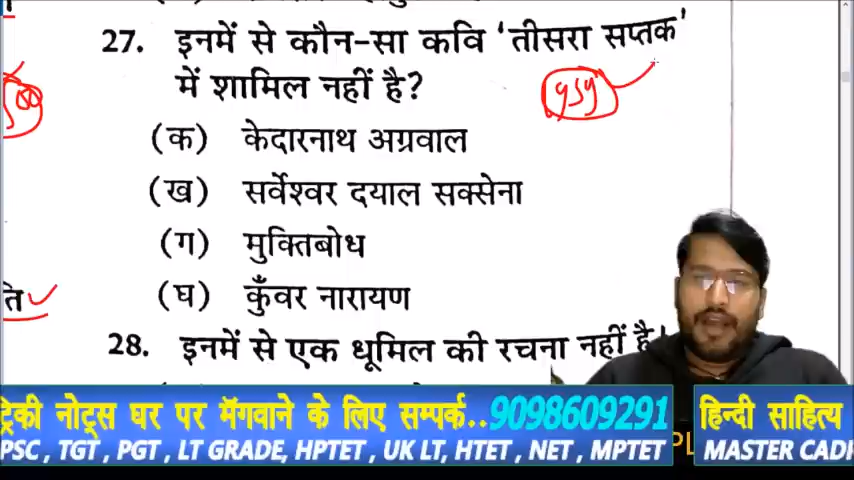 27. इनमें से कौन-सा कवि 'तीसरा सप्तक'
में शामिल नहीं है?
(क) केदारनाथ अग्रवाल
(ख) सर्वेश्वर दयाल सक्सेना
(ग) मुक्तिबोध
(घ) कुँवर नारायण
ति
28. इनमें से एक धूमिल की रचना नहीं है!
ट्रिकी नोट्स घर पर मॅगवाने के लिए सम्पर्क..9098609291
हिन्दी साहित्य
PSC, TGT, PGT, LT GRADE, HPTET, UK LT, HTET, NET, MPTET
PL
MASTER CAD